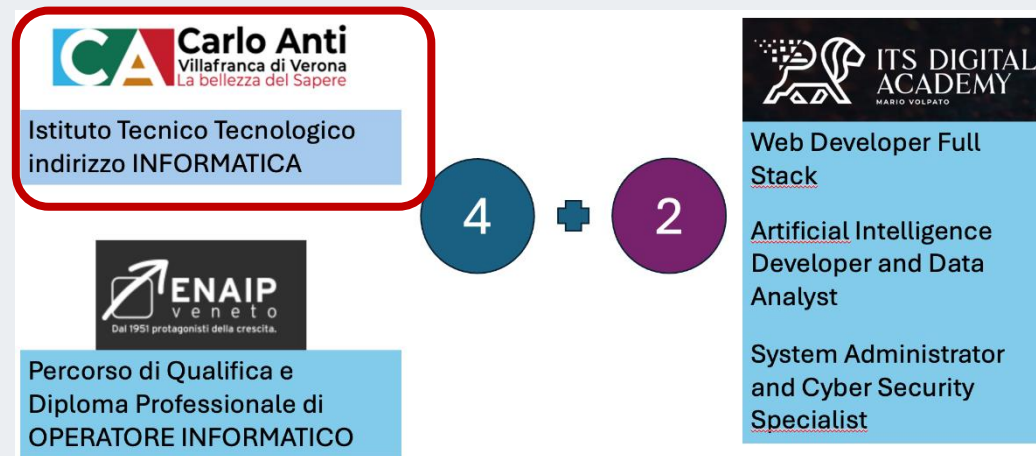 CA
Carlo Anti
Villafranca di Verona
La bellezza del Sapere
Istituto Tecnico Tecnologico
indirizzo INFORMATICA
ENAIP
veneto
Dal 1951 protagonisti della crescita.
Percorso di Qualifica e
Diploma Professionale di
OPERATORE INFORMATICO
4
2
ITS DIGITAL
ACADEMY
MARIO VOLPATO
Web Developer Full
Stack
Artificial Intelligence
Developer and Data
Analyst
System Administrator
and Cyber Security
Specialist